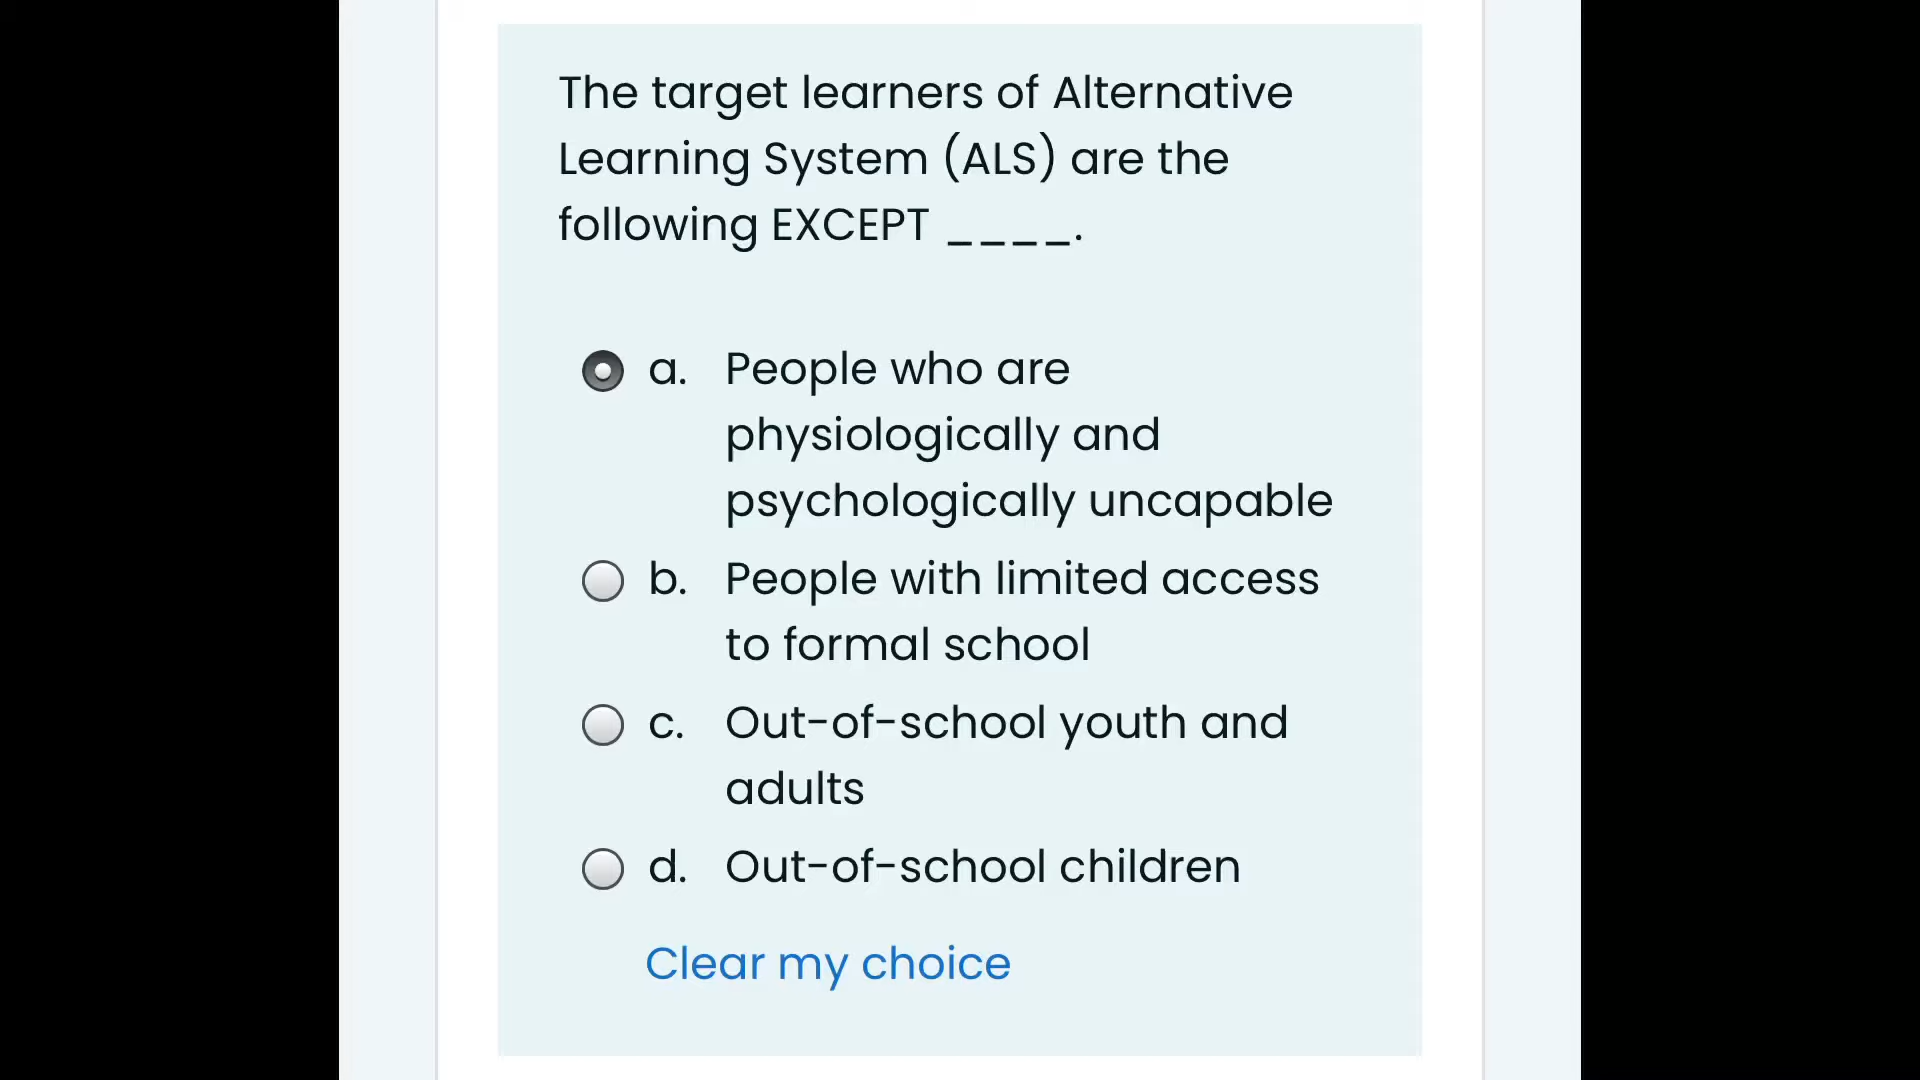 The target learners of Alternative
Learning System (ALS) are the
following EXCEPT ____.
a. People who are
physiologically and
psychologically uncapable
b. People with limited access
to formal school
c. Out-of-school youth and
adults
d. Out-of-school children
Clear my choice